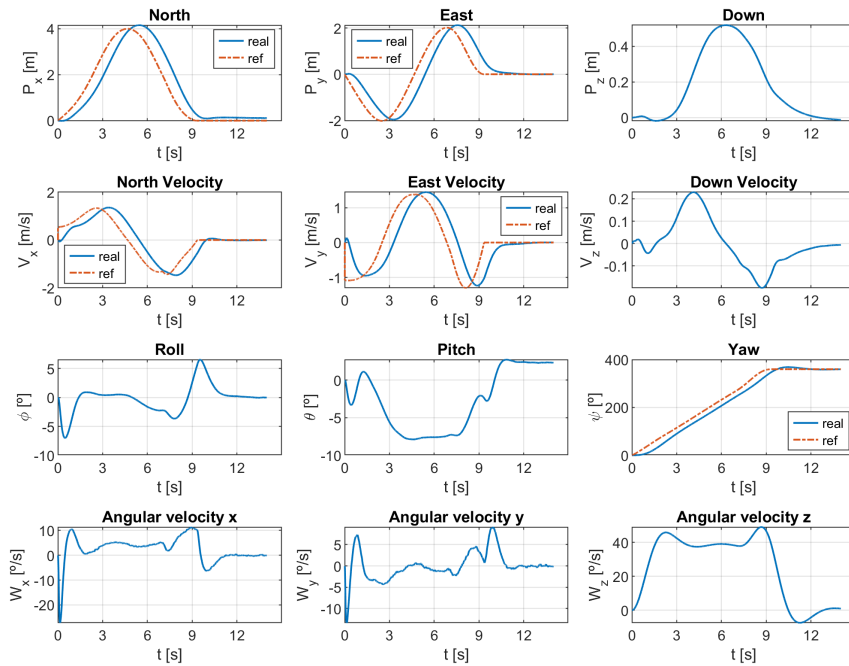 North
P_x [m]
4
2
0
0 3 6 9 12
t [s]
real
ref
East
P_y [m]
2
0
-2
0 3 6 9 12
t [s]
real
ref
Down
P_z [m]
0.4
0.2
0
0 3 6 9 12
t [s]
North Velocity
V_x [m/s]
2
0
-2
0 3 6 9 12
t [s]
real
ref
East Velocity
V_y [m/s]
1
0
-1
0 3 6 9 12
t [s]
real
ref
Down Velocity
V_z [m/s]
0.2
0.1
0
-0.1
0 3 6 9 12
t [s]
Roll
ϕ [º]
5
0
-5
-10
0 3 6 9 12
t [s]
Pitch
θ [º]
0
-5
-10
0 3 6 9 12
t [s]
Yaw
ψ [º]
400
200
0
0 3 6 9 12
t [s]
real
ref
Angular velocity x
W_x [º/s]
10
0
-10
-20
0 3 6 9 12
t [s]
Angular velocity y
W_y [º/s]
5
0
-5
-10
0 3 6 9 12
t [s]
Angular velocity z
W_z [º/s]
40
20
0
0 3 6 9 12
t [s]